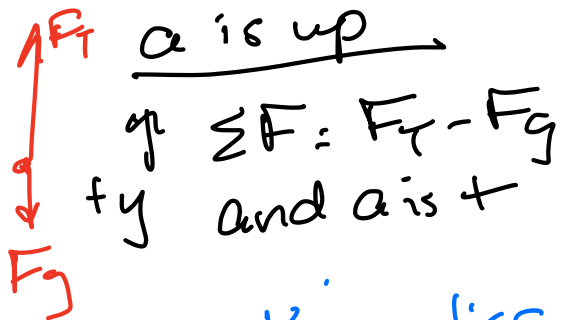 F_T
a is up
ΣF = F_T - F_g
+y and a is +
F_g